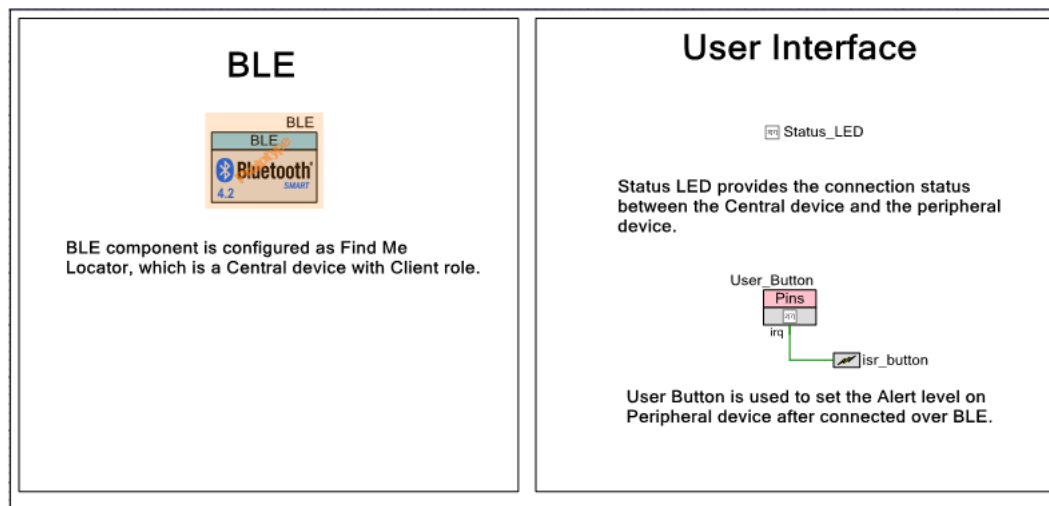 BLE
BLE
BLE
Bluetooth
SMART
4.2
Prototype
BLE component is configured as Find Me
Locator, which is a Central device with Client role.
User Interface
Status_LED
Status LED provides the connection status
between the Central device and the peripheral
device.
User_Button
Pins
irq
isr_button
User Button is used to set the Alert level on
Peripheral device after connected over BLE.